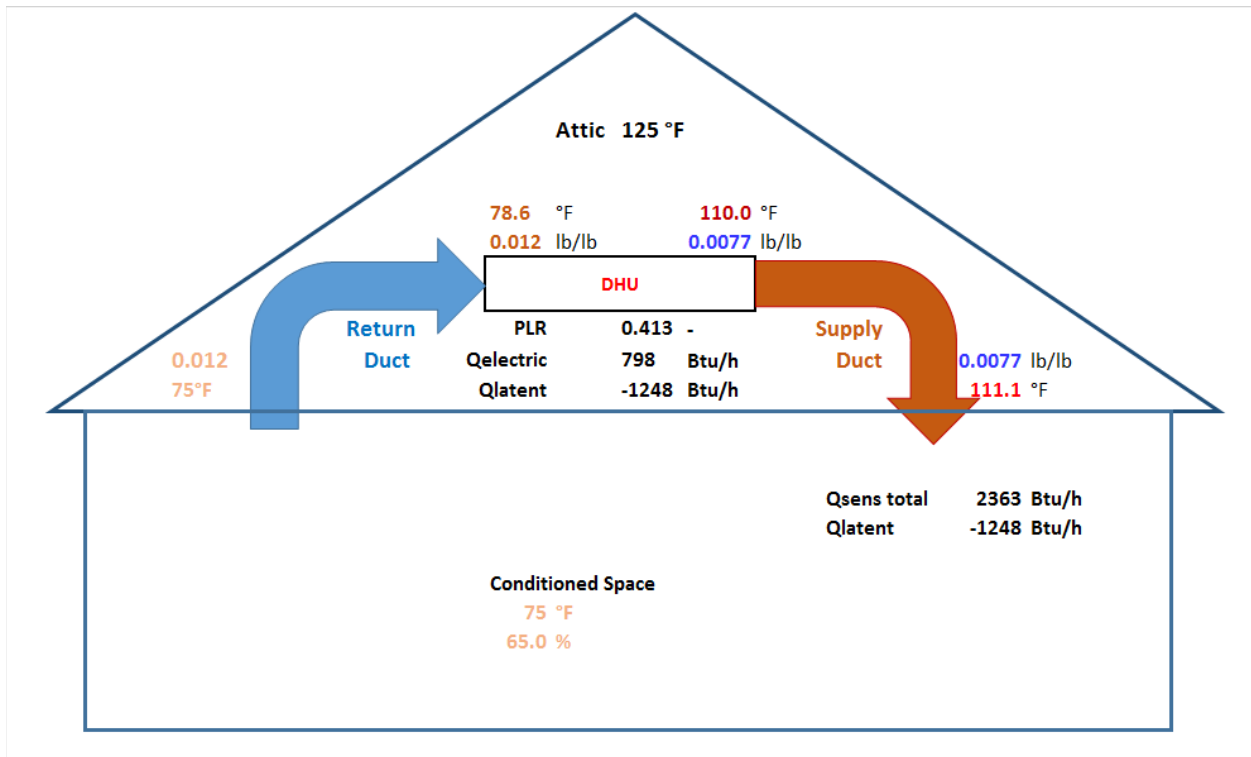 Attic 125 °F
78.6 °F 110.0 °F
0.012 lb/lb 0.0077 lb/lb
DHU
Return PLR 0.413 - Supply
0.012 Duct Qelectric 798 Btu/h Duct 0.0077 lb/lb
75°F Qlatent -1248 Btu/h 111.1 °F
Qsens total 2363 Btu/h
Qlatent -1248 Btu/h
Conditioned Space
75 °F
65.0 %